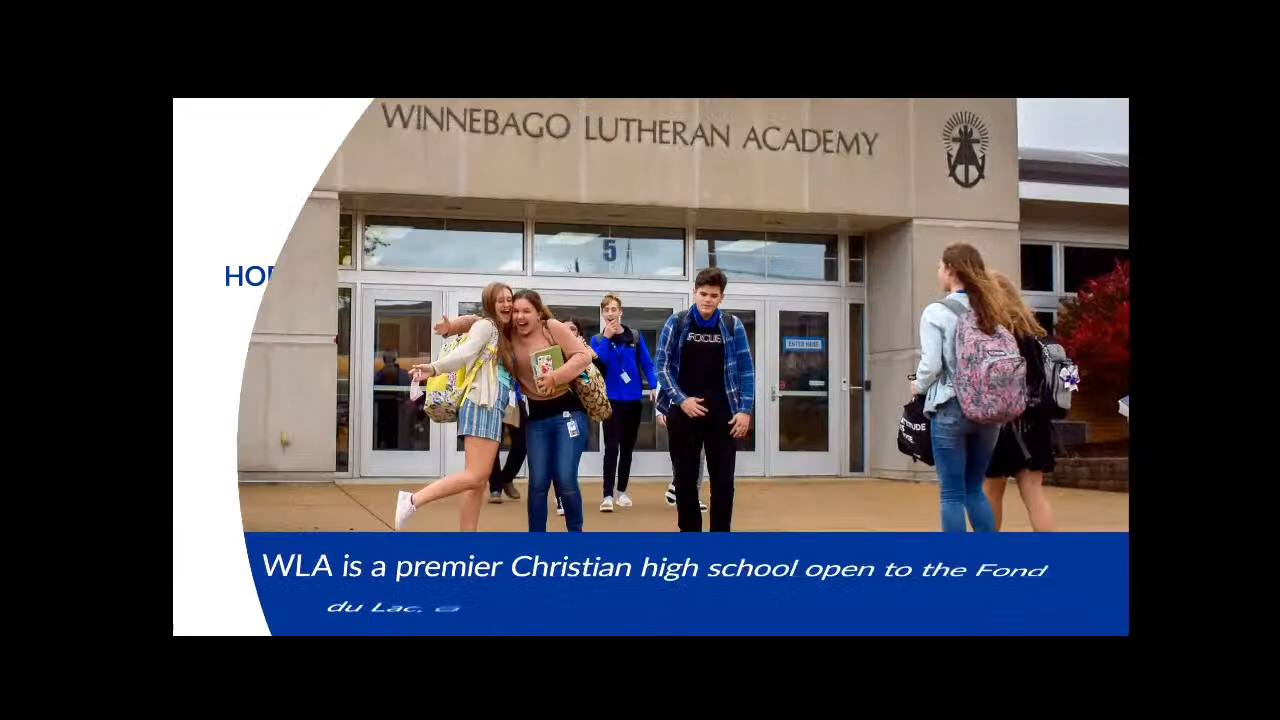 WINNEBAGO LUTHERAN ACADEMY
5
HO
FOCUS
ENTER HERE
WLA is a premier Christian high school open to the Fond
du Lac,